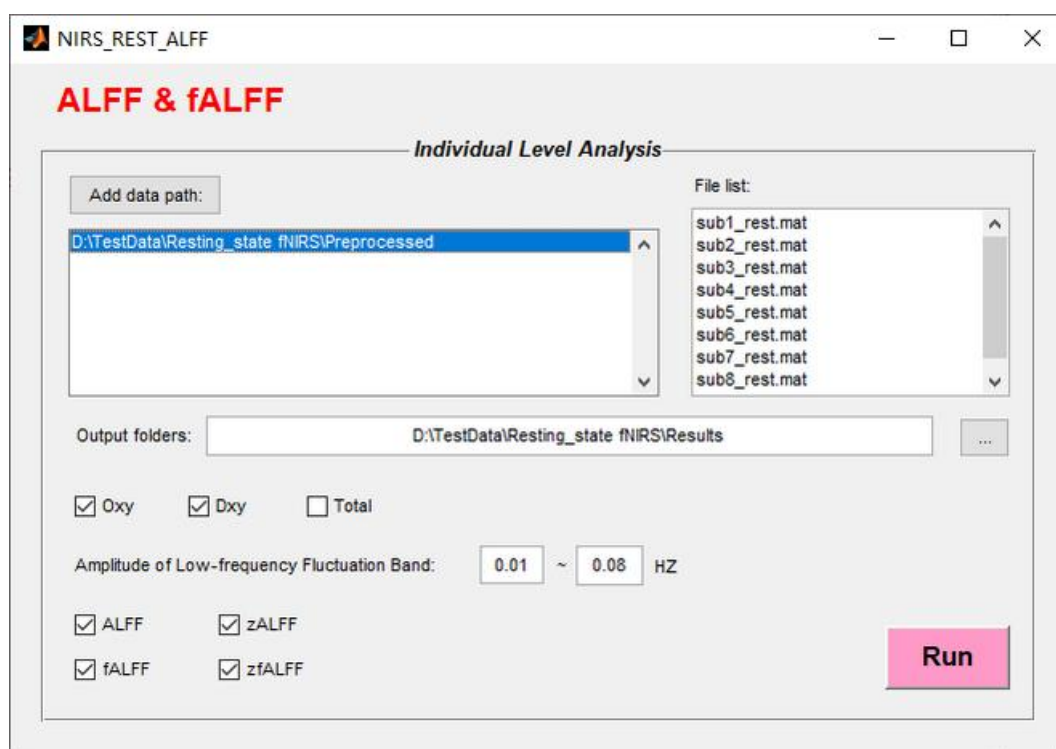 NIRS_REST_ALFF
ALFF & fALFF
Individual Level Analysis
Add data path:
D:\TestData\Resting_state fNIRS\Preprocessed
File list:
sub1_rest.mat
sub2_rest.mat
sub3_rest.mat
sub4_rest.mat
sub5_rest.mat
sub6_rest.mat
sub7_rest.mat
sub8_rest.mat
Output folders: D:\TestData\Resting_state fNIRS\Results ...
Oxy Dxy Total
Amplitude of Low-frequency Fluctuation Band: 0.01 ~ 0.08 HZ
ALFF zALFF
fALFF zfALFF
Run